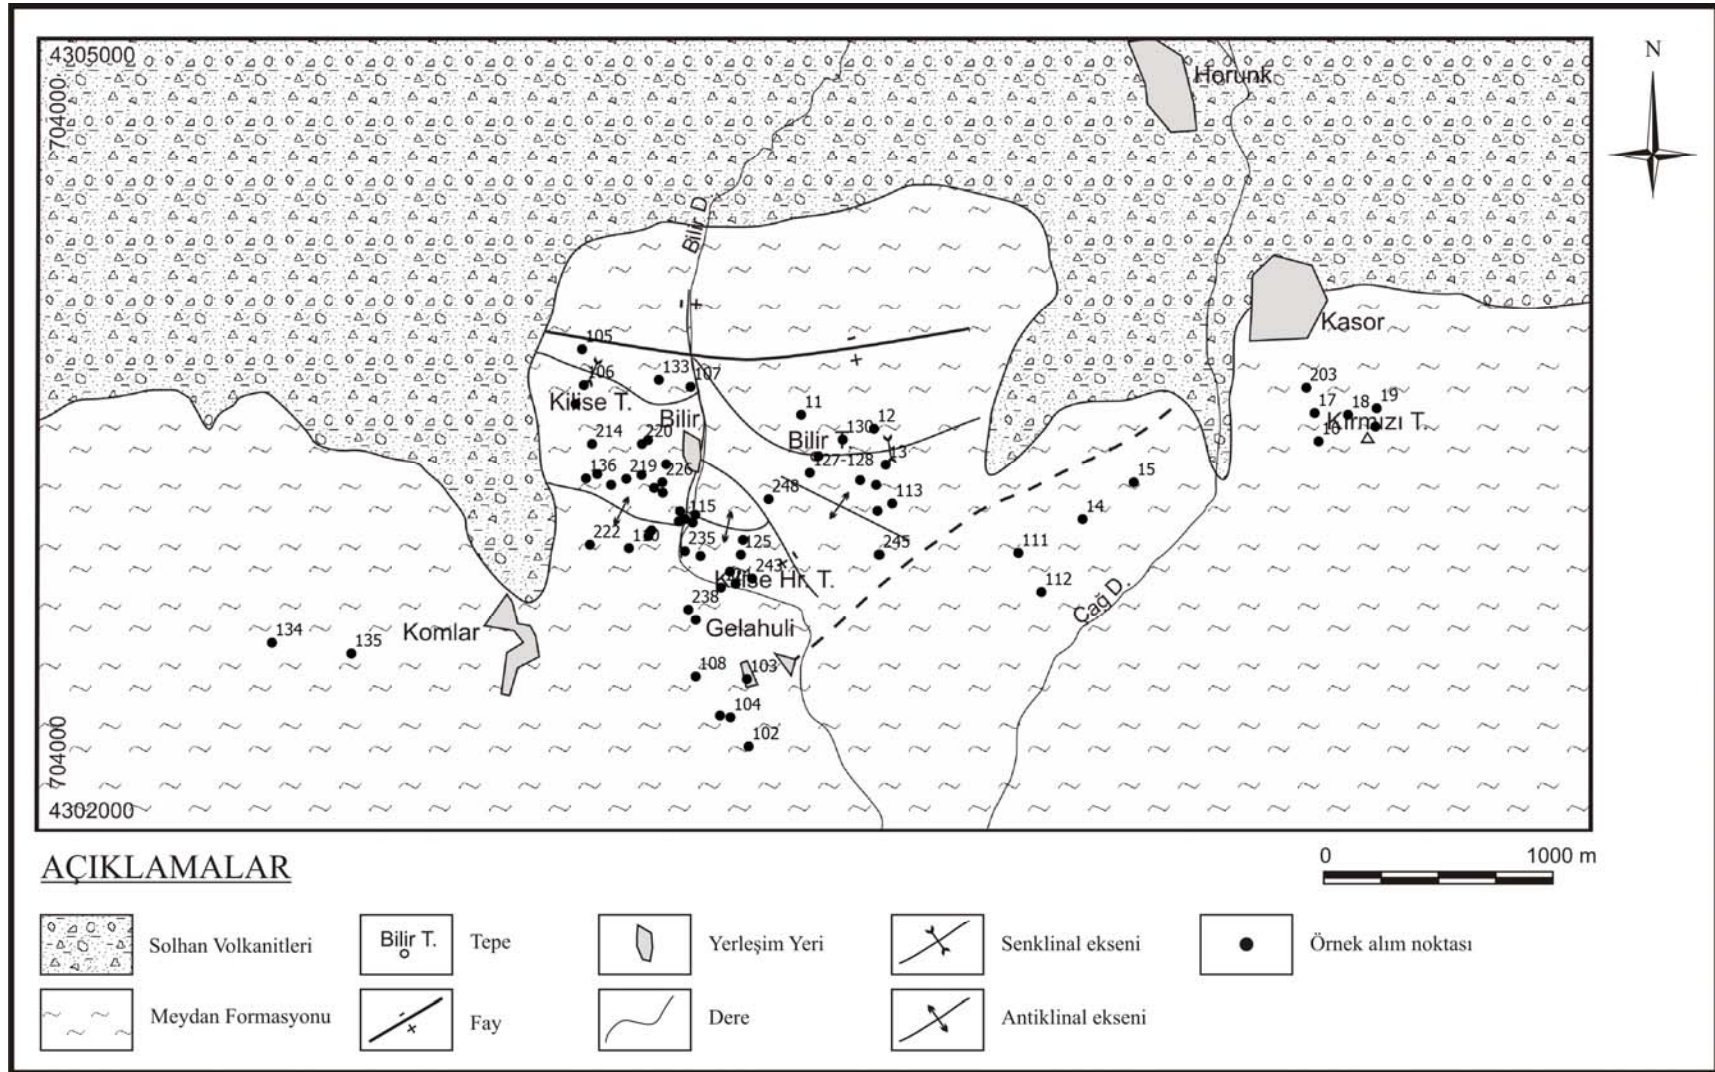 4305000
704000
N
Horunk
Bilir D.
Kasor
105
106
133
107
Kilise T.
Bilir
11
12
130
Bilir T.
13
127-128
203
17
18
19
Kırmızı T.
10
214
220
136
219
226
248
113
15
14
115
222
110
235
125
245
111
112
243
Kilise Hr. T.
238
Gelahuli
Çağ D.
134
135
Komlar
108
103
104
102
704000
4302000
AÇIKLAMALAR
0 1000 m
Solhan Volkanitleri
Bilir T.
Tepe
Yerleşim Yeri
Senklinal ekseni
Örnek alım noktası
Meydan Formasyonu
Fay
Dere
Antiklinal ekseni